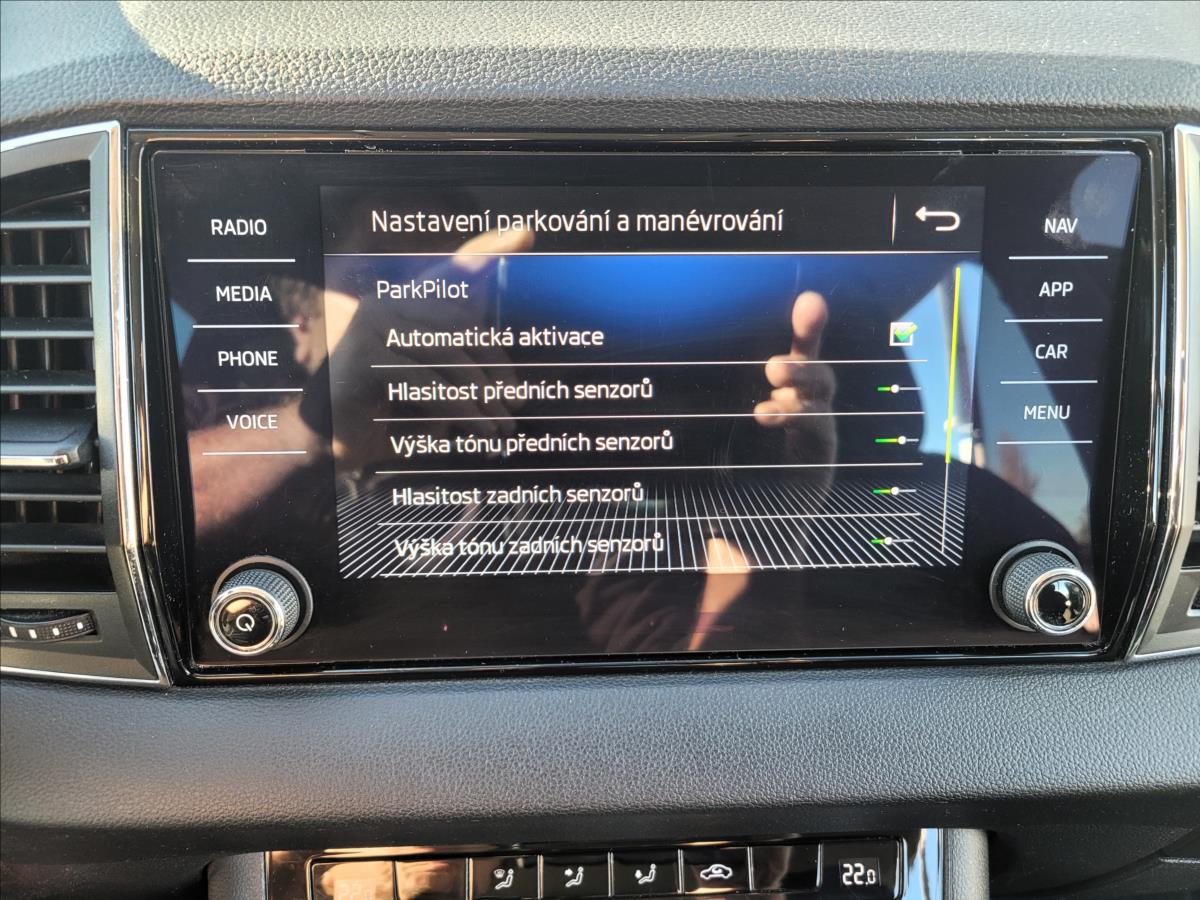 Nastavení parkování a manévrování
RADIO
MEDIA
PHONE
VOICE
ParkPilot
Automatická aktivace
Hlasitost předních senzorů
Výška tónu předních senzorů
Hlasitost zadních senzorů
Výška tónu zadních senzorů
NAV
APP
CAR
MENU
22.0